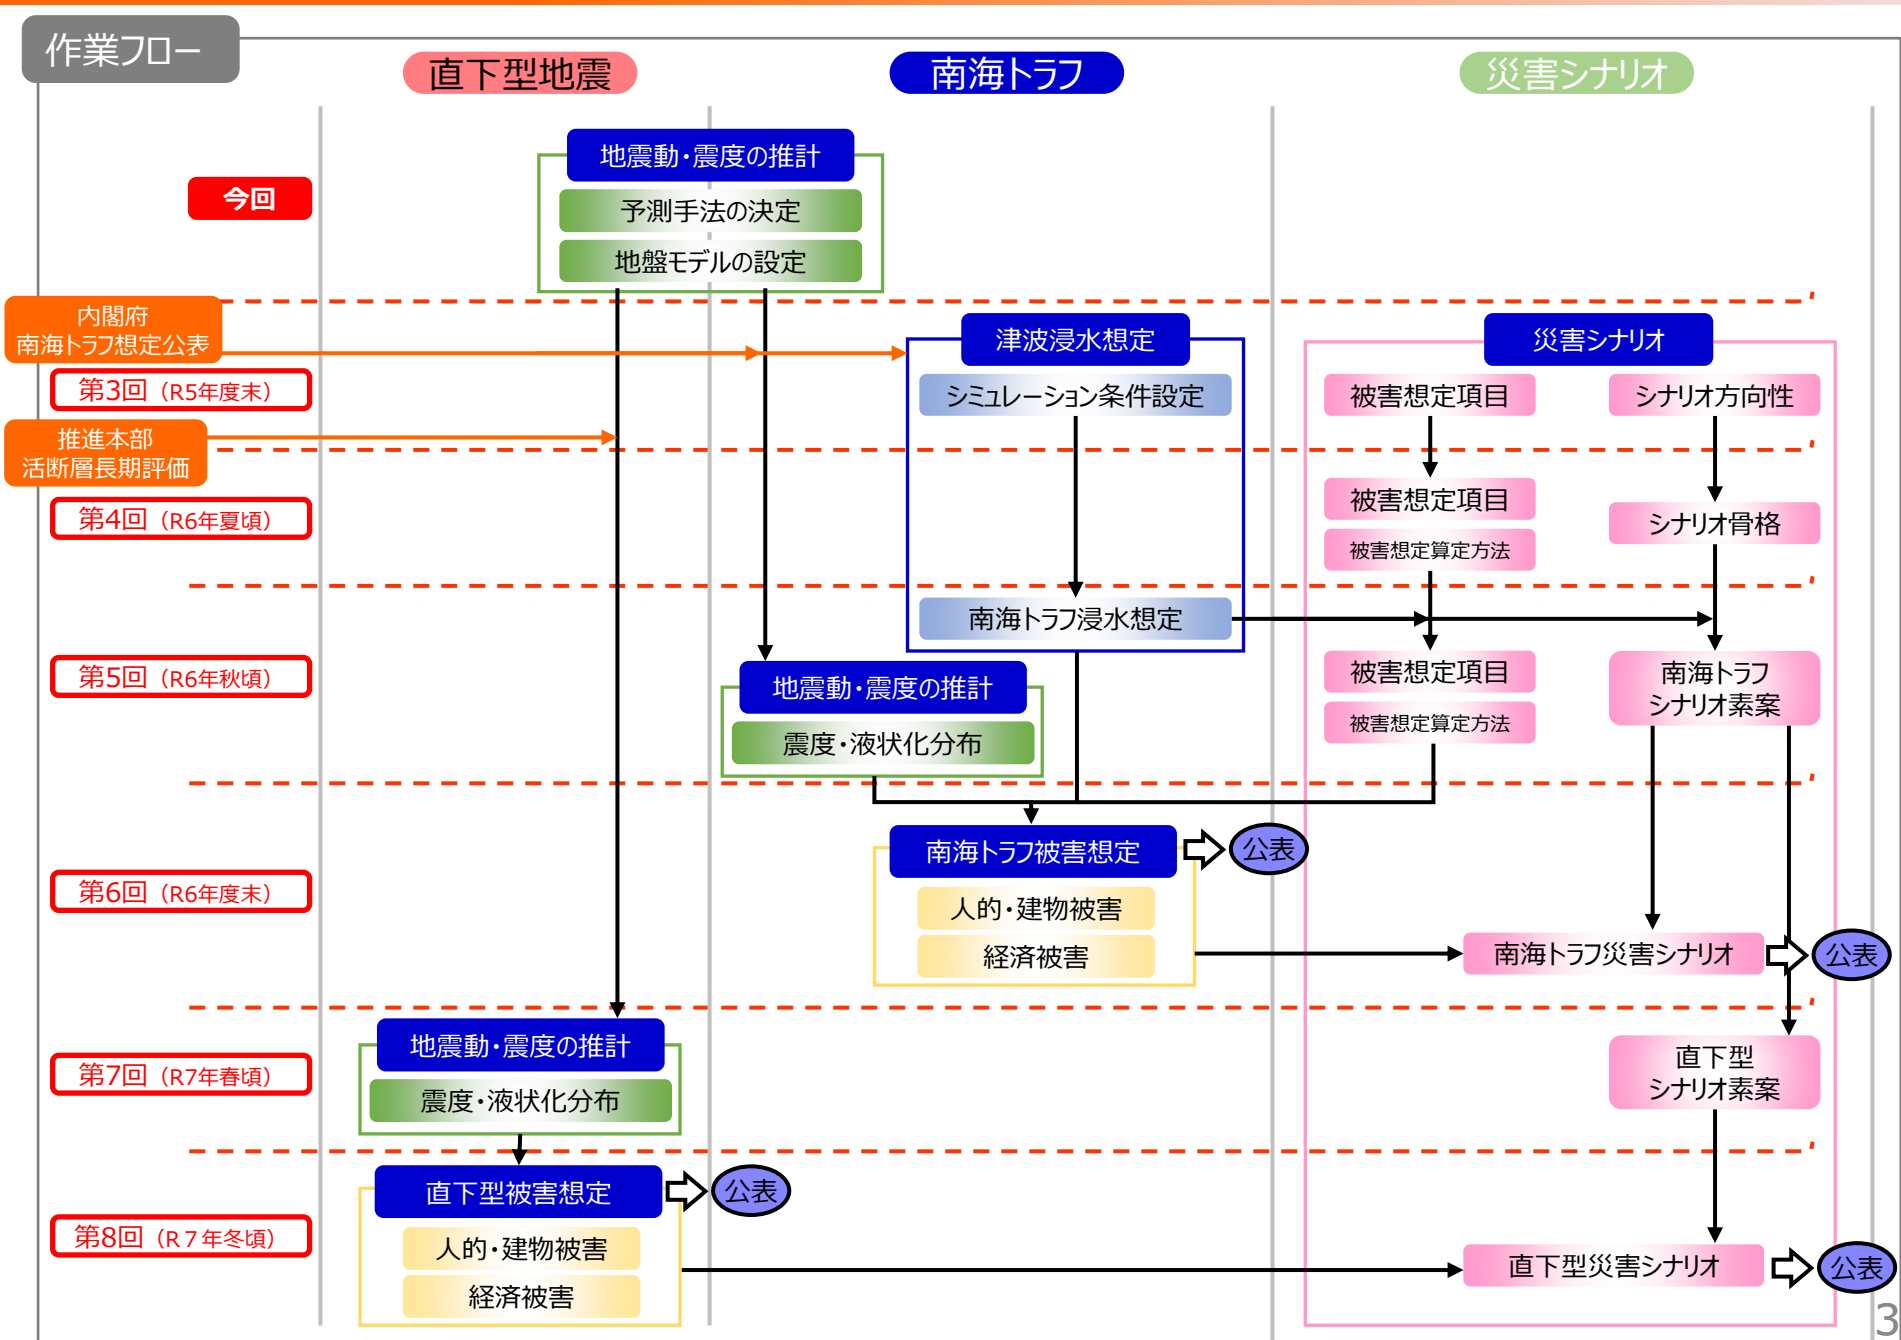 作業フロー
直下型地震
南海トラフ
災害シナリオ
地震動・震度の推計
今回
予測手法の決定
地盤モデルの設定
内閣府
南海トラフ想定公表
津波浸水想定
災害シナリオ
第3回（R5年度末）
シミュレーション条件設定
被害想定項目
シナリオ方向性
推進本部
活断層長期評価
第4回（R6年夏頃）
被害想定項目
シナリオ骨格
被害想定算定方法
南海トラフ浸水想定
第5回（R6年秋頃）
地震動・震度の推計
被害想定項目
南海トラフ
シナリオ素案
震度・液状化分布
被害想定算定方法
南海トラフ被害想定
公表
第6回（R6年度末）
人的・建物被害
経済被害
南海トラフ災害シナリオ
公表
地震動・震度の推計
第7回（R7年春頃）
震度・液状化分布
直下型
シナリオ素案
直下型被害想定
公表
第8回（R７年冬頃）
人的・建物被害
経済被害
直下型災害シナリオ
公表
3